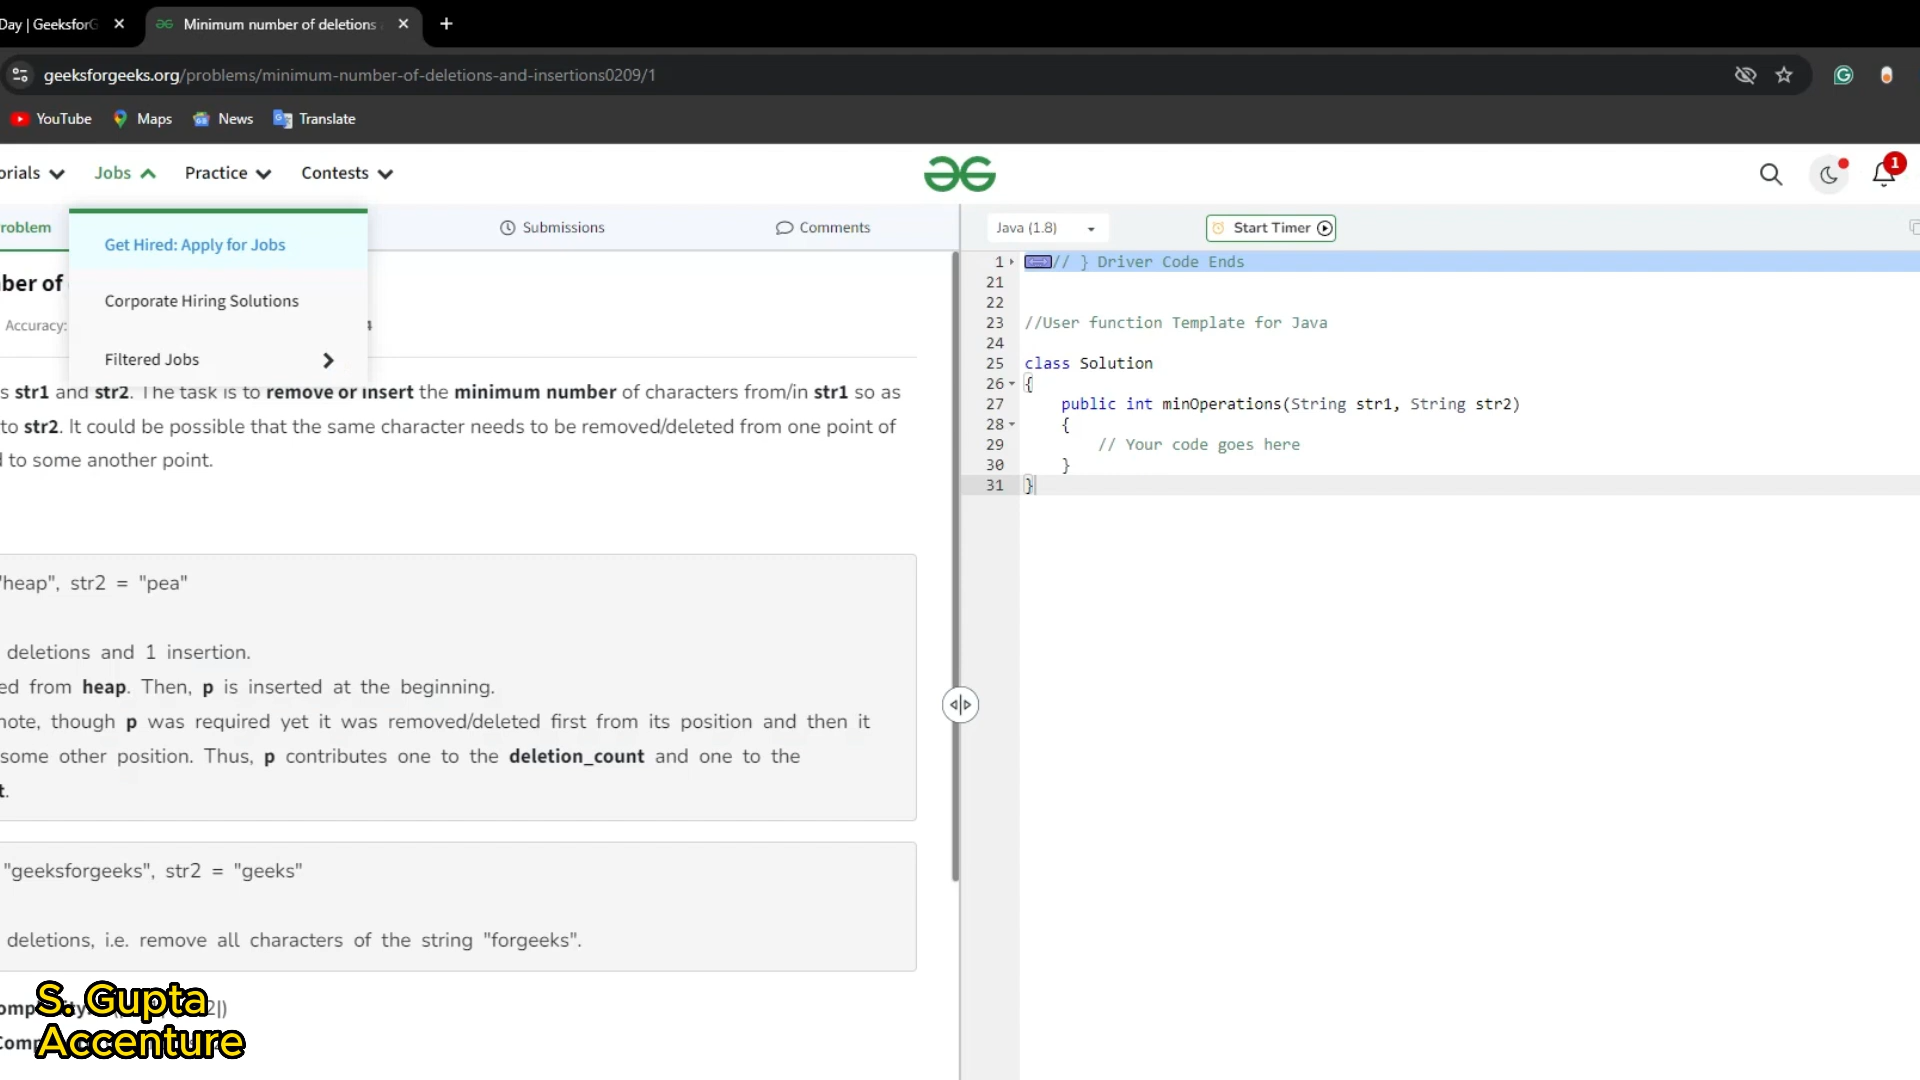 Day | GeeksforG
Minimum number of deletions
geeksforgeeks.org/problems/minimum-number-of-deletions-and-insertions0209/1
YouTube Maps News Translate
orials Jobs Practice Contests
1
roblem
Submissions
Comments
Get Hired: Apply for Jobs
Corporate Hiring Solutions
Filtered Jobs
ber of
Accuracy:
4
s str1 and str2. The task is to remove or insert the minimum number of characters from/in str1 so as
to str2. It could be possible that the same character needs to be removed/deleted from one point of
d to some another point.
"heap", str2 = "pea"
deletions and 1 insertion.
ed from heap. Then, p is inserted at the beginning.
note, though p was required yet it was removed/deleted first from its position and then it
some other position. Thus, p contributes one to the deletion_count and one to the
t.
"geeksforgeeks", str2 = "geeks"
deletions, i.e. remove all characters of the string "forgeeks".
2|)
S. Gupta
Accenture
Java (1.8)
Start Timer
1 // } Driver Code Ends
21
22
23 //User function Template for Java
24
25 class Solution
26 {
27 public int minOperations(String str1, String str2)
28 {
29 // Your code goes here
30 }
31 }